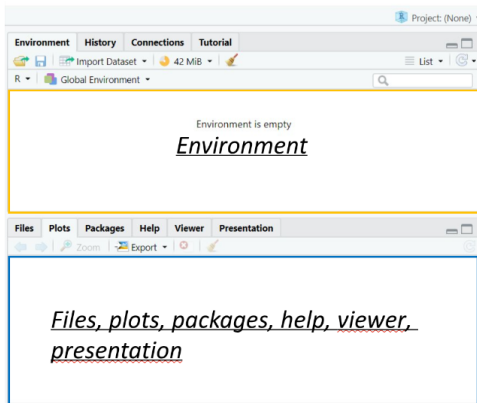 Project: (None)
Environment History Connections Tutorial
Import Dataset 42 MiB List
R Global Environment
Environment is empty
Environment
Files Plots Packages Help Viewer Presentation
Zoom Export
Files, plots, packages, help, viewer,
presentation